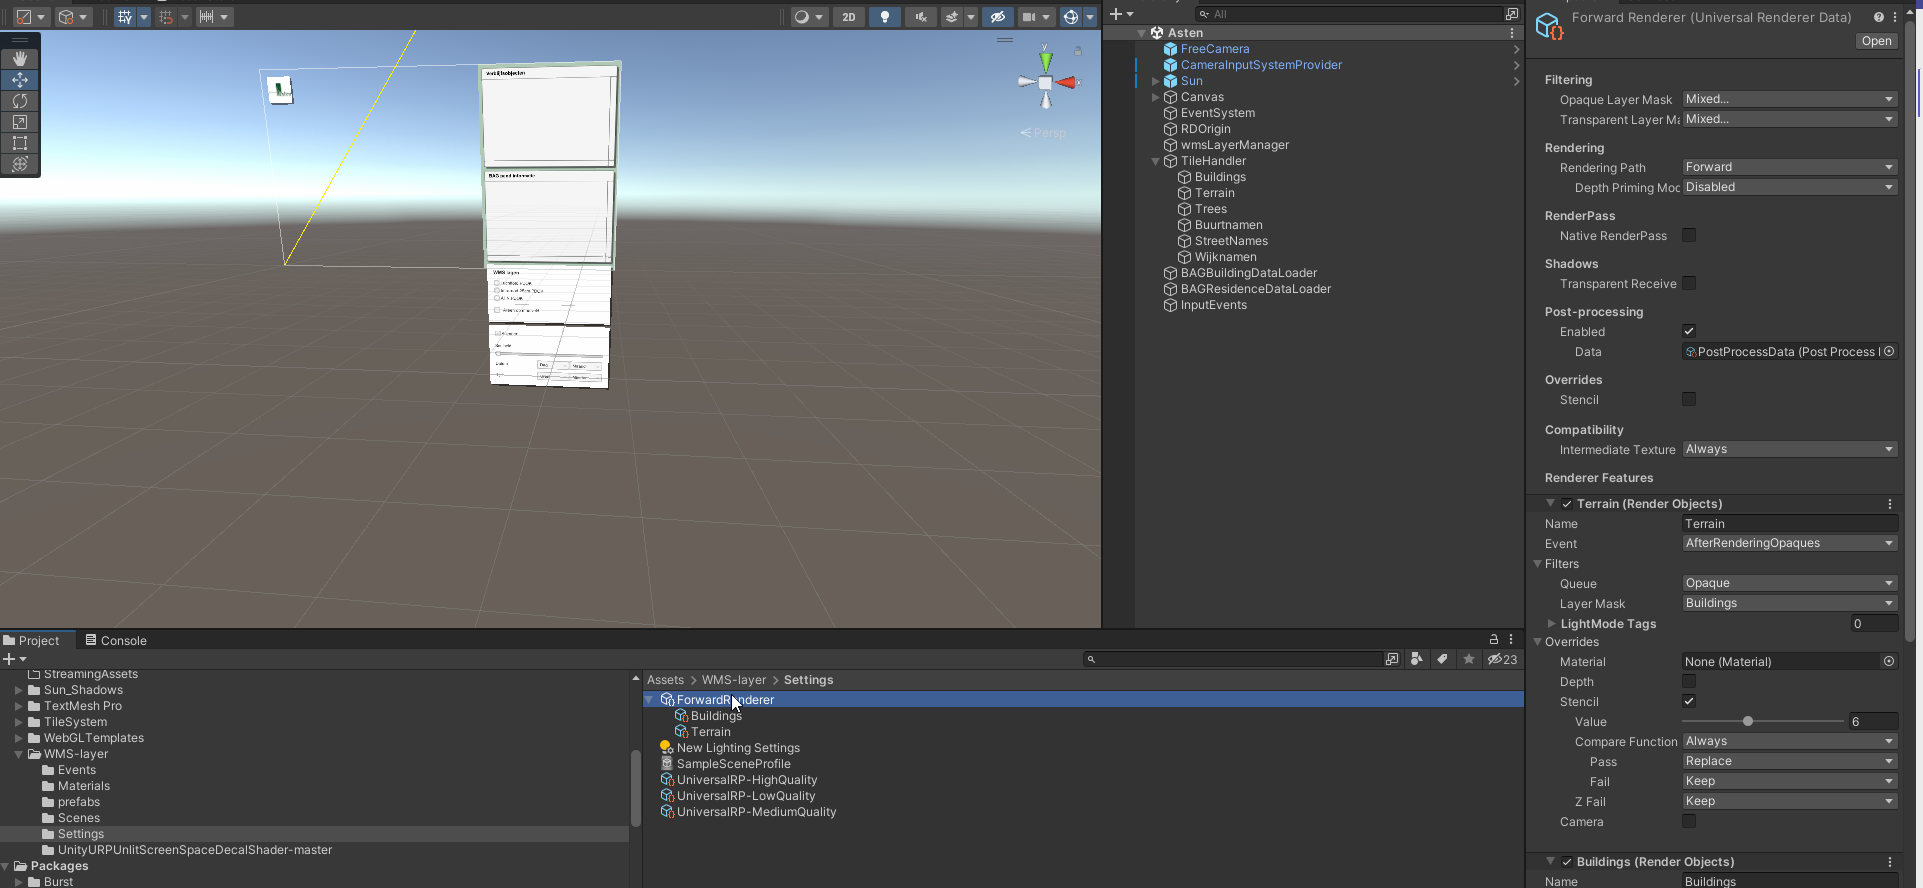 2D
All
Asten
FreeCamera
CameraInputSystemProvider
Sun
Canvas
EventSystem
RDOrigin
wmsLayerManager
TileHandler
Buildings
Terrain
Trees
Buurtnamen
StreetNames
Wijknamen
BAGBuildingDataLoader
BAGResidenceDataLoader
InputEvents
y
x
Persp
Verblijfsobjecten
BAG pand informatie
WMS lagen
Project
Console
23
StreamingAssets
Sun_Shadows
TextMesh Pro
TileSystem
WebGLTemplates
WMS-layer
Events
Materials
prefabs
Scenes
Settings
UnityURPUnlitScreenSpaceDecalShader-master
Packages
Burst
Assets > WMS-layer > Settings
ForwardRenderer
Buildings
Terrain
New Lighting Settings
SampleSceneProfile
UniversalRP-HighQuality
UniversalRP-LowQuality
UniversalRP-MediumQuality
Forward Renderer (Universal Renderer Data)
Open
Filtering
Opaque Layer Mask Mixed...
Transparent Layer Ma Mixed...
Rendering
Rendering Path Forward
Depth Priming Moc Disabled
RenderPass
Native RenderPass
Shadows
Transparent Receive
Post-processing
Enabled
Data PostProcessData (Post Process
Overrides
Stencil
Compatibility
Intermediate Texture Always
Renderer Features
Terrain (Render Objects)
Name Terrain
Event AfterRenderingOpaques
Filters
Queue Opaque
Layer Mask Buildings
LightMode Tags 0
Overrides
Material None (Material)
Depth
Stencil
Value 6
Compare Function Always
Pass Replace
Fail Keep
Z Fail Keep
Camera
Buildings (Render Objects)
Name Buildings